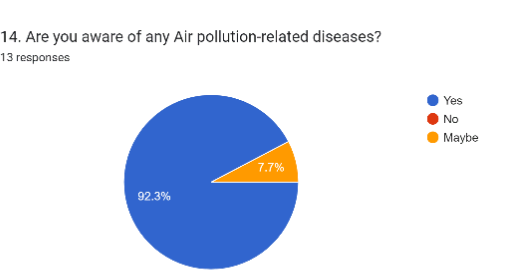 14. Are you aware of any Air pollution-related diseases?
13 responses
Yes
No
Maybe
7.7%
92.3%